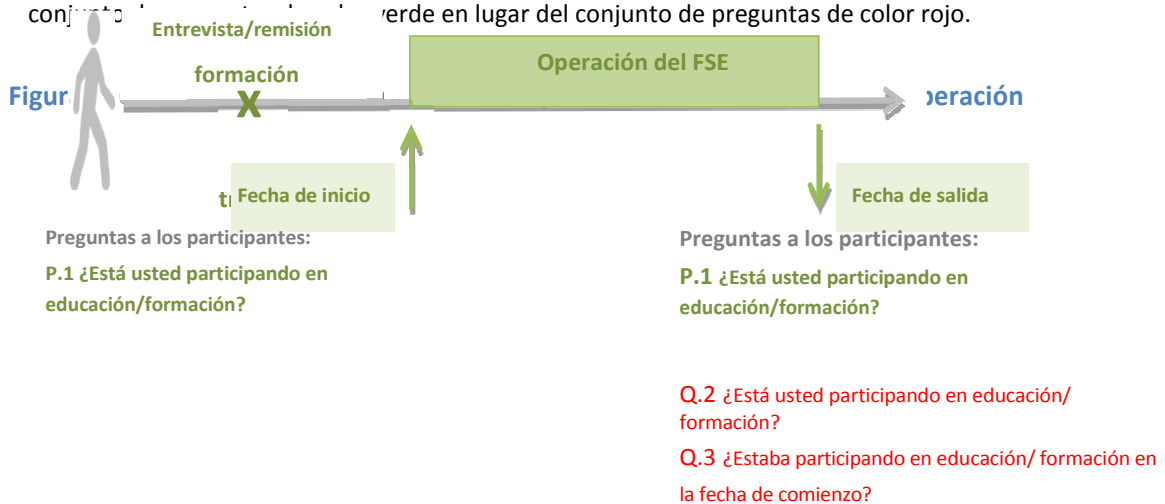 verde en lugar del conjunto de preguntas de color rojo.
Entrevista/remisión
formación
Operación del FSE
X
Fecha de inicio
Fecha de salida
Preguntas a los participantes:
P.1 ¿Está usted participando en
educación/formación?
Preguntas a los participantes:
P.1 ¿Está usted participando en
educación/formación?
Q.2 ¿Está usted participando en educación/
formación?
Q.3 ¿Estaba participando en educación/ formación en
la fecha de comienzo?